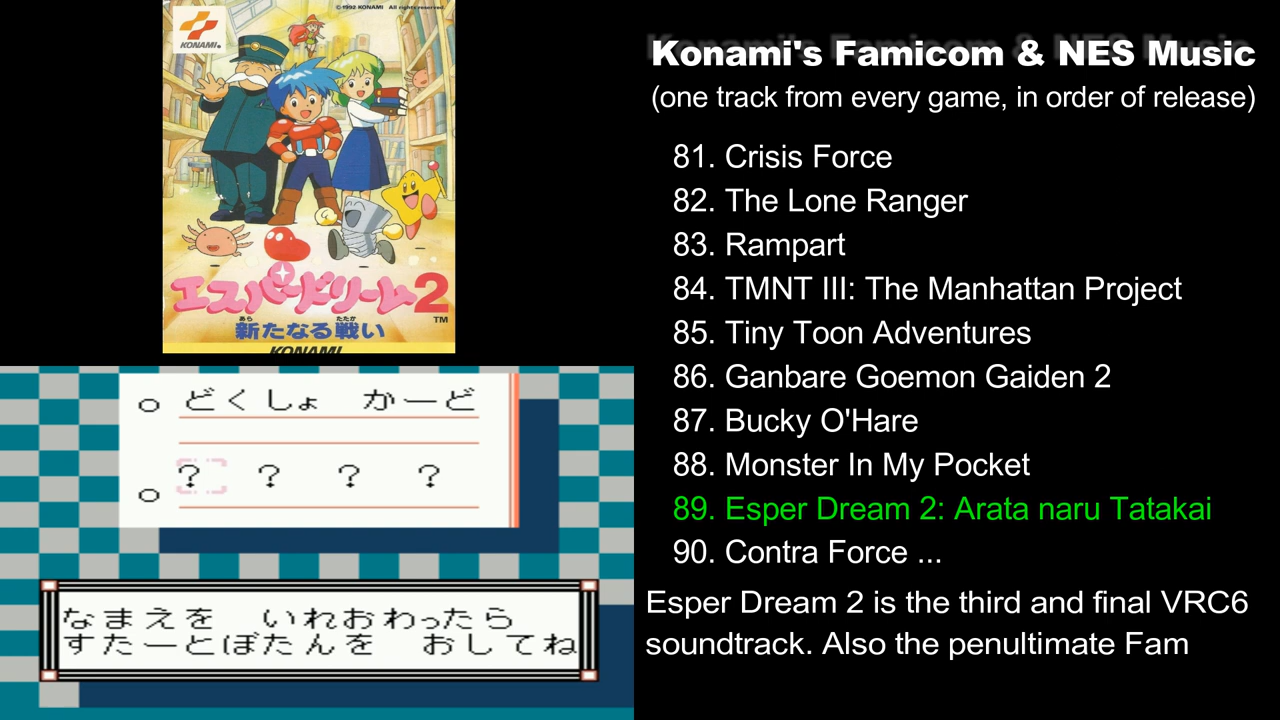 ©1992 KONAMI All rights reserved.
KONAMI
エスパードリーム2
TM
あら たたか
新たなる戦い
KONAMI
どくしょ かーど
? ? ? ?
なまえを いれおわったら
すたーとぼたんを おしてね
Konami's Famicom & NES Music
(one track from every game, in order of release)
81. Crisis Force
82. The Lone Ranger
83. Rampart
84. TMNT III: The Manhattan Project
85. Tiny Toon Adventures
86. Ganbare Goemon Gaiden 2
87. Bucky O'Hare
88. Monster In My Pocket
89. Esper Dream 2: Arata naru Tatakai
90. Contra Force ...
Esper Dream 2 is the third and final VRC6
soundtrack. Also the penultimate Fam